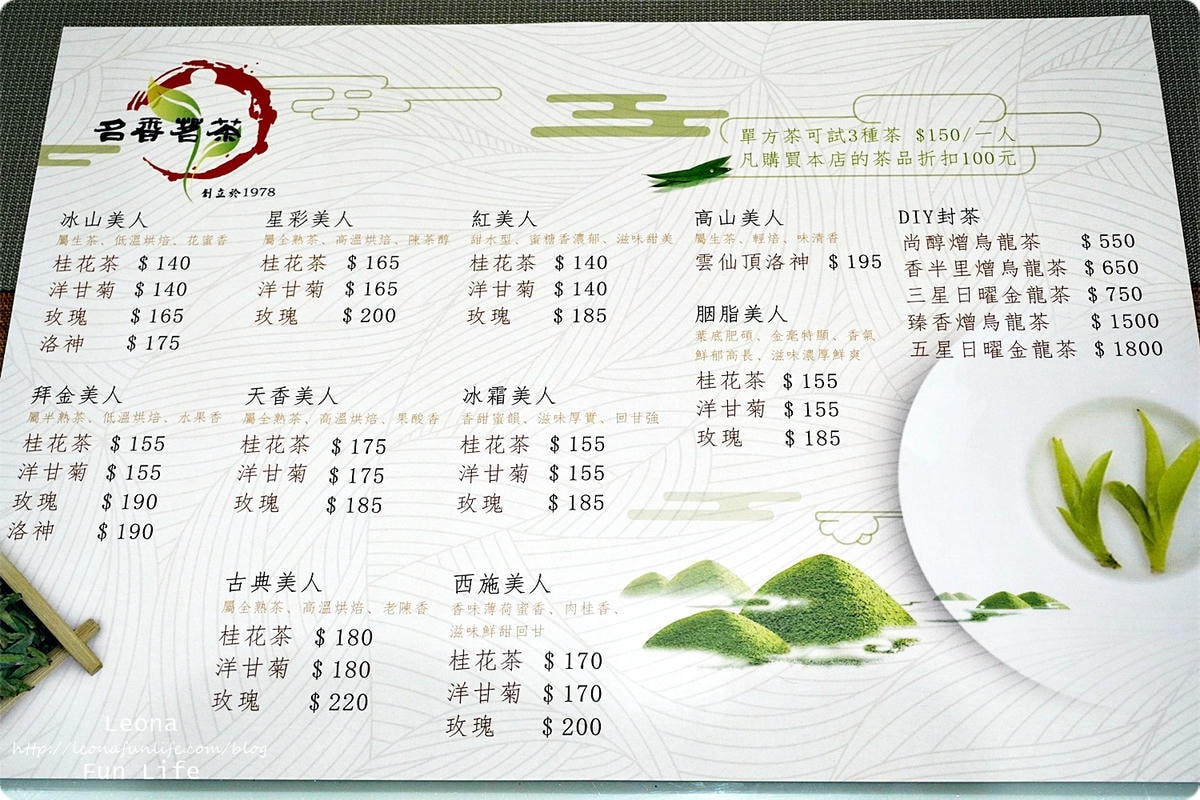 名香茗茶
創立於1978
單方茶可試3種茶 $150/一人
凡購買本店的茶品折扣100元
冰山美人
屬生茶、低溫烘焙、花蜜香
桂花茶 $140
洋甘菊 $140
玫瑰 $165
洛神 $175
星彩美人
屬全熟茶、高溫烘焙、陳茶醇
桂花茶 $165
洋甘菊 $165
玫瑰 $200
紅美人
甜水型、蜜糖香濃郁、滋味甜美
桂花茶 $140
洋甘菊 $140
玫瑰 $185
高山美人
屬生茶、輕焙、味清香
雲仙頂洛神 $195
胭脂美人
葉底肥碩、金毫特顯、香氣
鮮郁高長、滋味濃厚鮮爽
桂花茶 $155
洋甘菊 $155
玫瑰 $185
DIY封茶
尚醇熷烏龍茶 $550
香半里熷烏龍茶 $650
三星日曜金龍茶 $750
臻香熷烏龍茶 $1500
五星日曜金龍茶 $1800
拜金美人
屬半熟茶、低溫烘焙、水果香
桂花茶 $155
洋甘菊 $155
玫瑰 $190
洛神 $190
天香美人
屬全熟茶、高溫烘焙、果酸香
桂花茶 $175
洋甘菊 $175
玫瑰 $185
冰霜美人
香甜蜜韻、滋味厚實、回甘強
桂花茶 $155
洋甘菊 $155
玫瑰 $185
古典美人
屬全熟茶、高溫烘焙、老陳香
桂花茶 $180
洋甘菊 $180
玫瑰 $220
西施美人
香味薄荷蜜香、肉桂香、
滋味鮮甜回甘
桂花茶 $170
洋甘菊 $170
玫瑰 $200
Leona
http://leonafunlife.com/blog
Fun Life